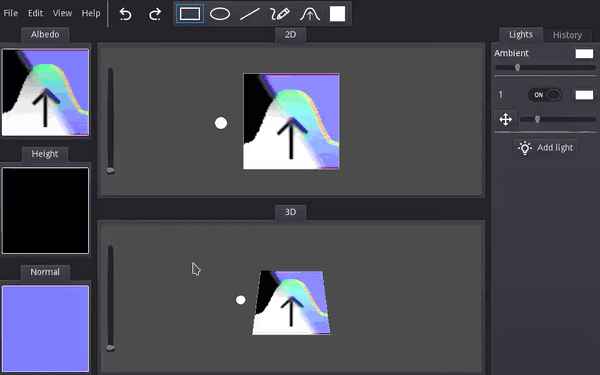 File Edit View Help
Albedo
2D
Lights History
Ambient
1 ON
Add light
Height
3D
Normal